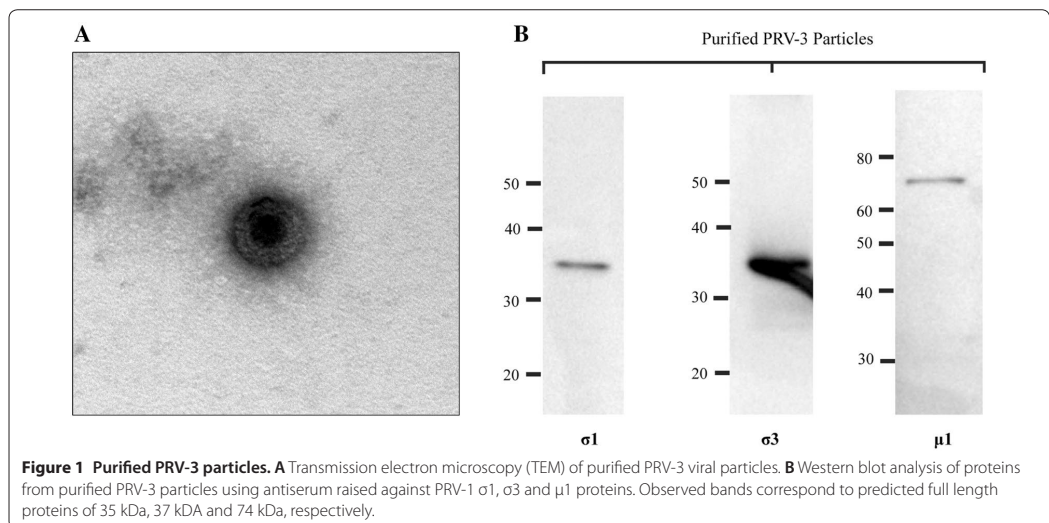 A
B
Purified PRV-3 Particles
50
40
30
20
50
40
30
20
80
60
50
40
30
σ1
σ3
µ1
Figure 1 Purified PRV-3 particles. A Transmission electron microscopy (TEM) of purified PRV-3 viral particles. B Western blot analysis of proteins
from purified PRV-3 particles using antiserum raised against PRV-1 σ1, σ3 and µ1 proteins. Observed bands correspond to predicted full length
proteins of 35 kDa, 37 kDA and 74 kDa, respectively.